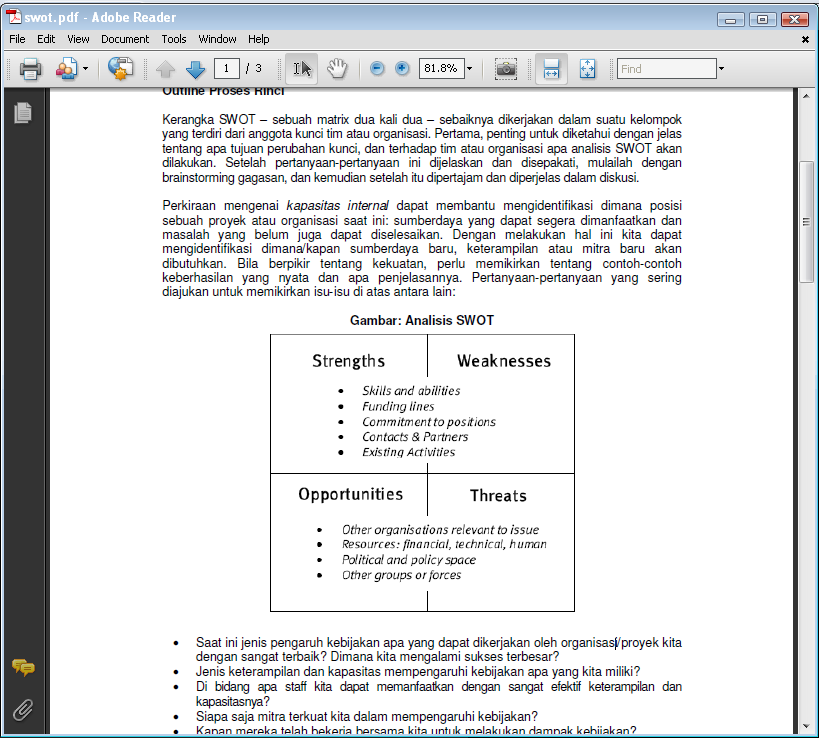 swot.pdf - Adobe Reader
File Edit View Document Tools Window Help
1 / 3 81.8% Find
Outline Proses Rinci
Kerangka SWOT – sebuah matrix dua kali dua – sebaiknya dikerjakan dalam suatu kelompok
yang terdiri dari anggota kunci tim atau organisasi. Pertama, penting untuk diketahui dengan jelas
tentang apa tujuan perubahan kunci, dan terhadap tim atau organisasi apa analisis SWOT akan
dilakukan. Setelah pertanyaan-pertanyaan ini dijelaskan dan disepakati, mulailah dengan
brainstorming gagasan, dan kemudian setelah itu dipertajam dan diperjelas dalam diskusi.
Perkiraan mengenai kapasitas internal dapat membantu mengidentifikasi dimana posisi
sebuah proyek atau organisasi saat ini: sumberdaya yang dapat segera dimanfaatkan dan
masalah yang belum juga dapat diselesaikan. Dengan melakukan hal ini kita dapat
mengidentifikasi dimana/kapan sumberdaya baru, keterampilan atau mitra baru akan
dibutuhkan. Bila berpikir tentang kekuatan, perlu memikirkan tentang contoh-contoh
keberhasilan yang nyata dan apa penjelasannya. Pertanyaan-pertanyaan yang sering
diajukan untuk memikirkan isu-isu di atas antara lain:
Gambar: Analisis SWOT
Strengths Weaknesses
• Skills and abilities
• Funding lines
• Commitment to positions
• Contacts & Partners
• Existing Activities
Opportunities Threats
• Other organisations relevant to issue
• Resources: financial, technical, human
• Political and policy space
• Other groups or forces
• Saat ini jenis pengaruh kebijakan apa yang dapat dikerjakan oleh organisasi/proyek kita
dengan sangat terbaik? Dimana kita mengalami sukses terbesar?
• Jenis keterampilan dan kapasitas mempengaruhi kebijakan apa yang kita miliki?
• Di bidang apa staff kita dapat memanfaatkan dengan sangat efektif keterampilan dan
kapasitasnya?
• Siapa saja mitra terkuat kita dalam mempengaruhi kebijakan?
• Kapan mereka telah bekerja bersama kita untuk melakukan dampak kebijakan?